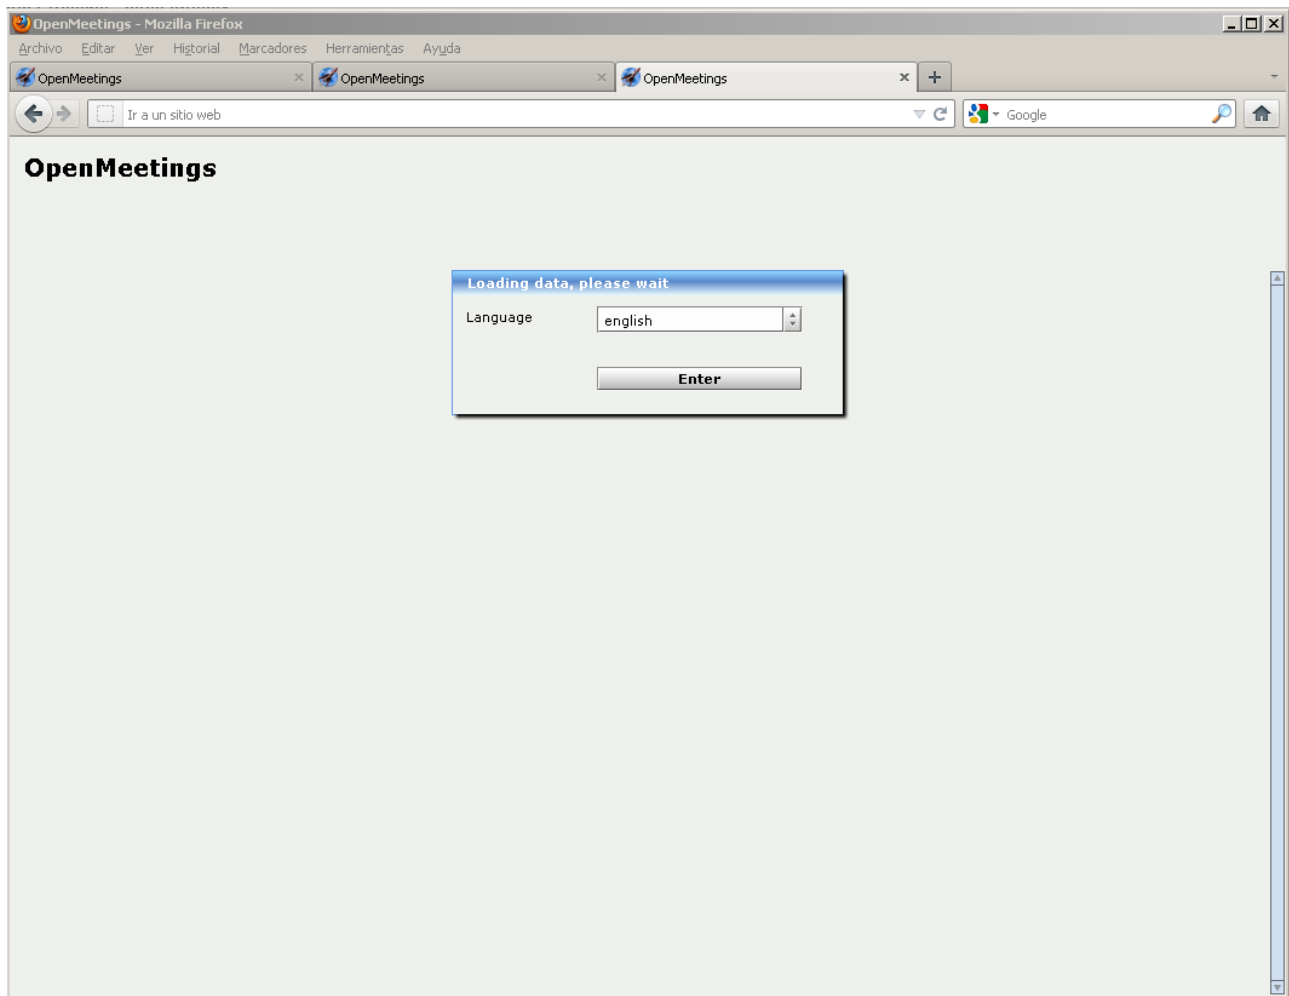 OpenMeetings - Mozilla Firefox
Archivo Editar Ver Historial Marcadores Herramientas Ayuda
OpenMeetings OpenMeetings OpenMeetings
Ir a un sitio web Google
OpenMeetings
Loading data, please wait
Language english
Enter